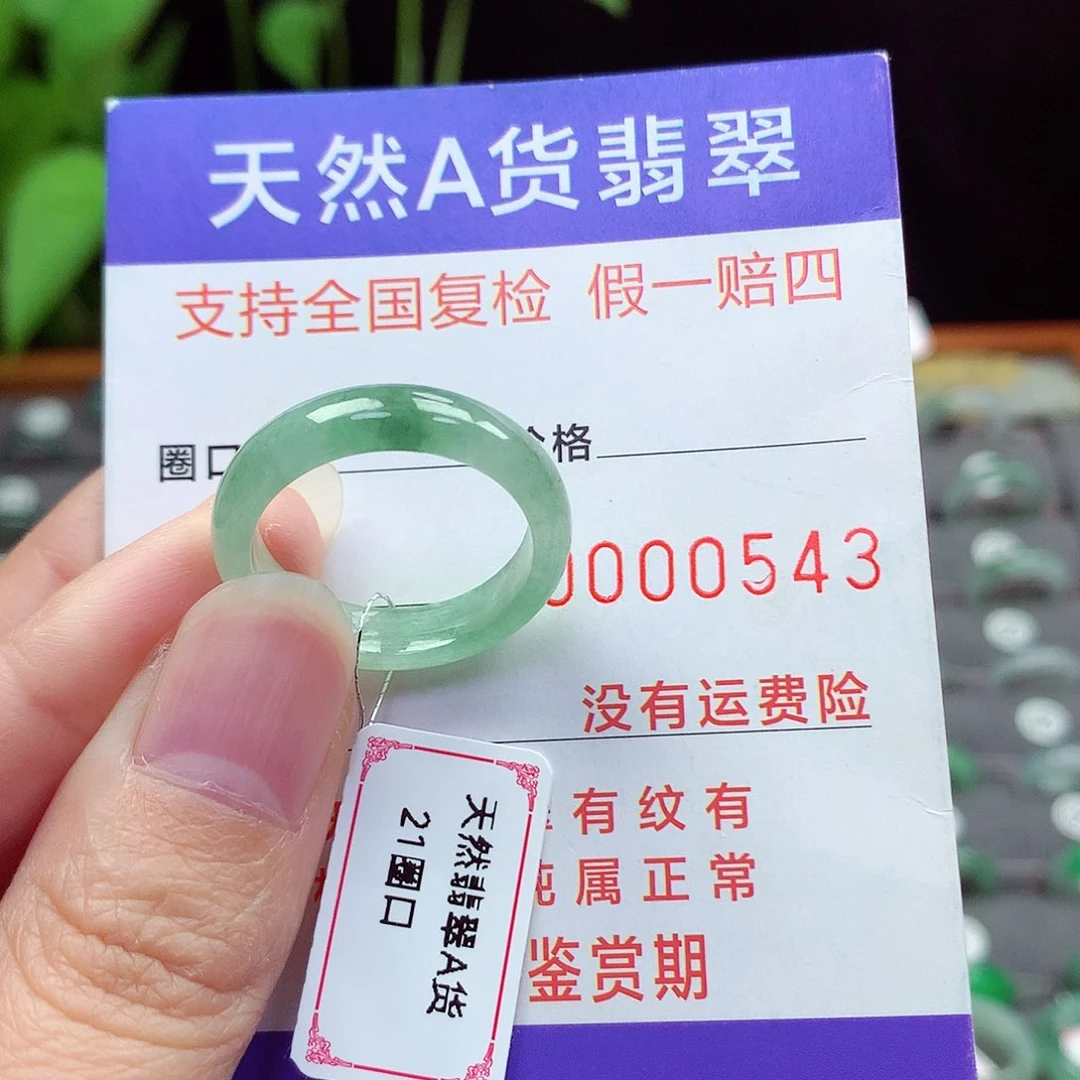 天然A货翡翠
支持全国复检 假一赔四
圈口 价格
0000543
没有运费险
有纹有
纯属正常
鉴赏期
天然翡翠A货
21圈口